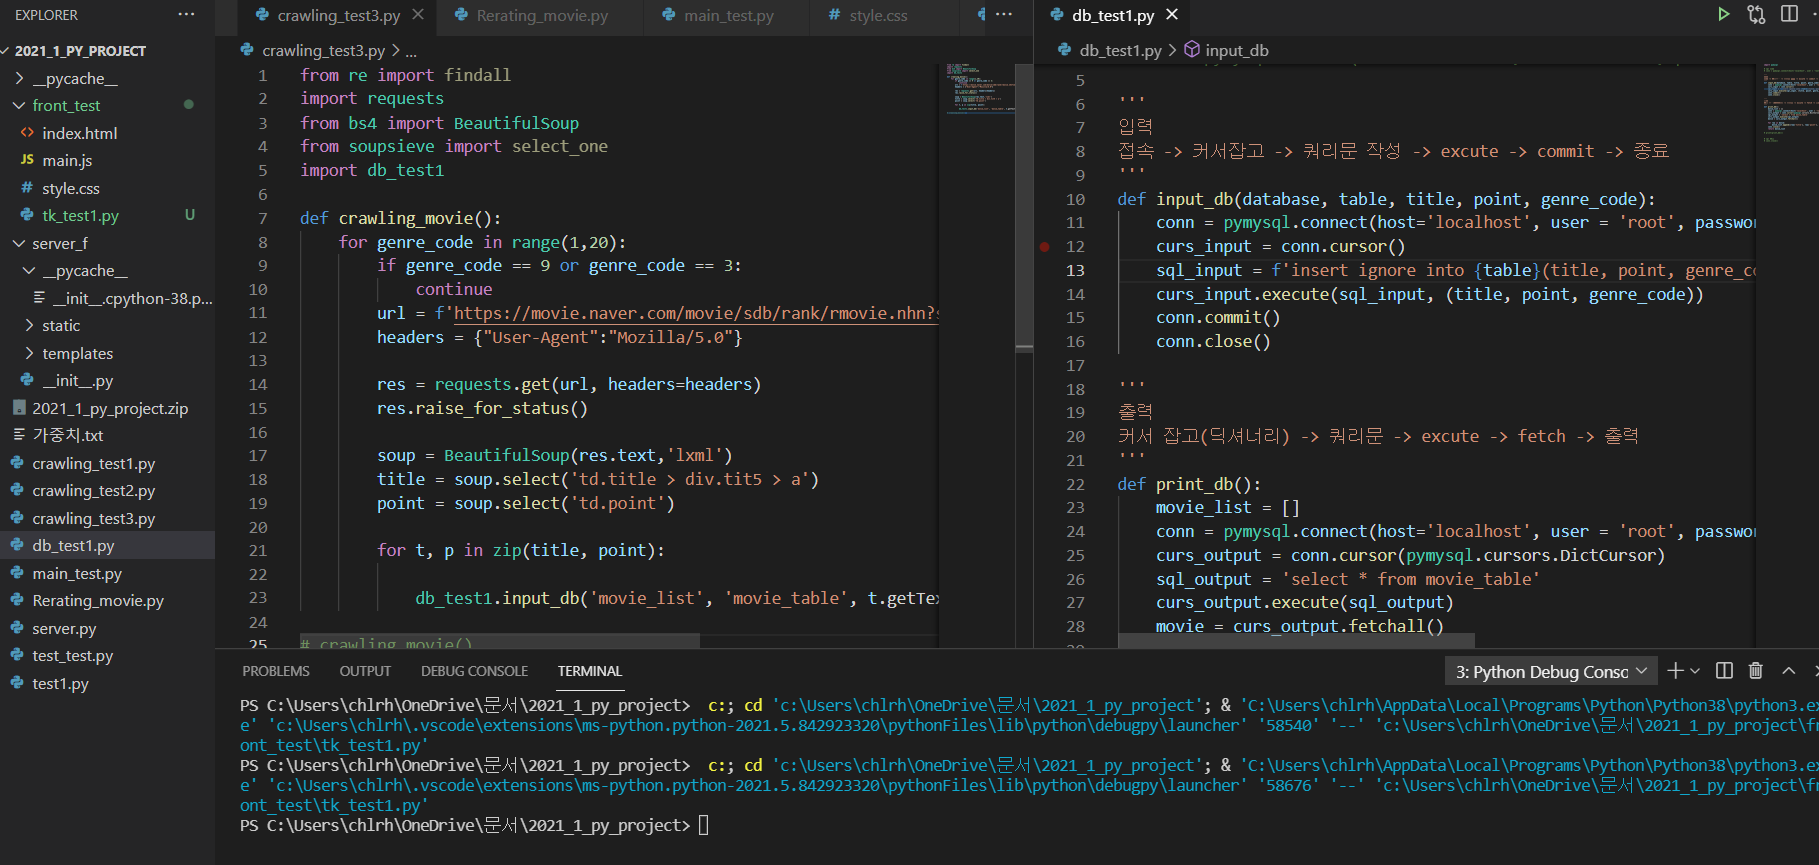 EXPLORER
2021_1_PY_PROJECT
__pycache__
front_test
index.html
JS main.js
# style.css
tk_test1.py U
server_f
__pycache__
__init__.cpython-38.p...
static
templates
__init__.py
2021_1_py_project.zip
가중치.txt
crawling_test1.py
crawling_test2.py
crawling_test3.py
db_test1.py
main_test.py
Rerating_movie.py
server.py
test_test.py
test1.py
crawling_test3.py Rerating_movie.py main_test.py # style.css
crawling_test3.py > ...
1 from re import findall
2 import requests
3 from bs4 import BeautifulSoup
4 from soupsieve import select_one
5 import db_test1
6
7 def crawling_movie():
8 for genre_code in range(1,20):
9 if genre_code == 9 or genre_code == 3:
10 continue
11 url = f'https://movie.naver.com/movie/sdb/rank/rmovie.nhn?s
12 headers = {"User-Agent":"Mozilla/5.0"}
13
14 res = requests.get(url, headers=headers)
15 res.raise_for_status()
16
17 soup = BeautifulSoup(res.text,'lxml')
18 title = soup.select('td.title > div.tit5 > a')
19 point = soup.select('td.point')
20
21 for t, p in zip(title, point):
22
23 db_test1.input_db('movie_list', 'movie_table', t.getTex
24
25 # crawling_movie()
db_test1.py
db_test1.py > input_db
5
6 '''
7 입력
8 접속 -> 커서잡고 -> 쿼리문 작성 -> excute -> commit -> 종료
9 '''
10 def input_db(database, table, title, point, genre_code):
11 conn = pymysql.connect(host='localhost', user = 'root', passwor
12 curs_input = conn.cursor()
13 sql_input = f'insert ignore into {table}(title, point, genre_co
14 curs_input.execute(sql_input, (title, point, genre_code))
15 conn.commit()
16 conn.close()
17
18 '''
19 출력
20 커서 잡고(딕셔너리) -> 쿼리문 -> excute -> fetch -> 출력
21 '''
22 def print_db():
23 movie_list = []
24 conn = pymysql.connect(host='localhost', user = 'root', passwor
25 curs_output = conn.cursor(pymysql.cursors.DictCursor)
26 sql_output = 'select * from movie_table'
27 curs_output.execute(sql_output)
28 movie = curs_output.fetchall()
PROBLEMS OUTPUT DEBUG CONSOLE TERMINAL 3: Python Debug Conso
PS C:\Users\chlrh\OneDrive\문서\2021_1_py_project> c:; cd 'c:\Users\chlrh\OneDrive\문서\2021_1_py_project'; & 'C:\Users\chlrh\AppData\Local\Programs\Python\Python38\python3.ex
e' 'c:\Users\chlrh\.vscode\extensions\ms-python.python-2021.5.842923320\pythonFiles\lib\python\debugpy\launcher' '58540' '--' 'c:\Users\chlrh\OneDrive\문서\2021_1_py_project\fr
ont_test\tk_test1.py'
PS C:\Users\chlrh\OneDrive\문서\2021_1_py_project> c:; cd 'c:\Users\chlrh\OneDrive\문서\2021_1_py_project'; & 'C:\Users\chlrh\AppData\Local\Programs\Python\Python38\python3.ex
e' 'c:\Users\chlrh\.vscode\extensions\ms-python.python-2021.5.842923320\pythonFiles\lib\python\debugpy\launcher' '58676' '--' 'c:\Users\chlrh\OneDrive\문서\2021_1_py_project\fr
ont_test\tk_test1.py'
PS C:\Users\chlrh\OneDrive\문서\2021_1_py_project>